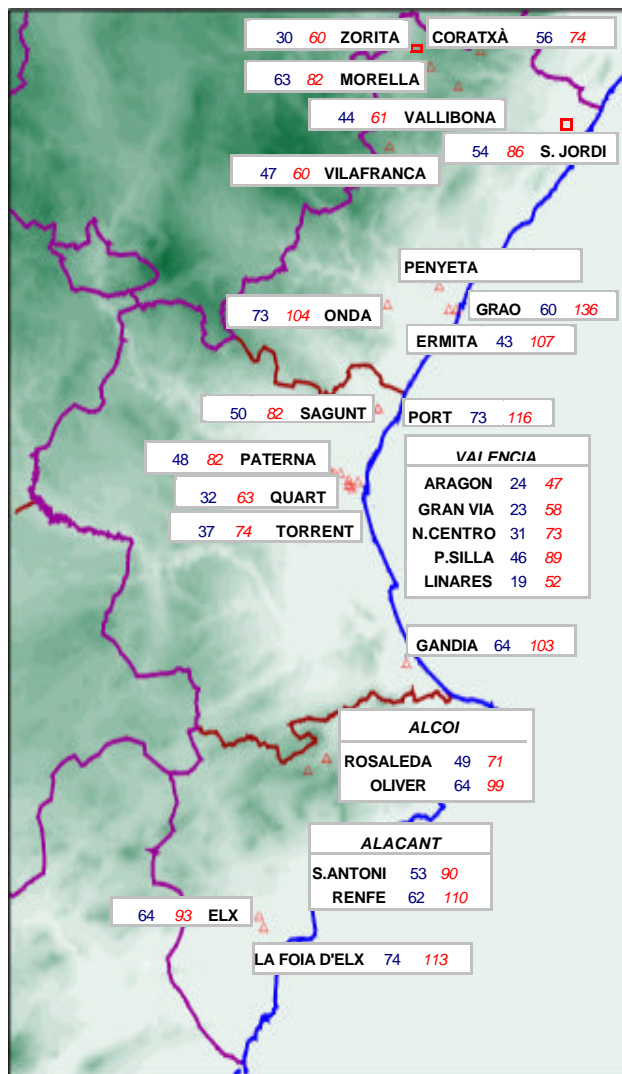 30 60 ZORITA
CORATXÀ 56 74
63 82 MORELLA
44 61 VALLIBONA
54 86 S. JORDI
47 60 VILAFRANCA
PENYETA
GRAO 60 136
73 104 ONDA
ERMITA 43 107
50 82 SAGUNT
PORT 73 116
48 82 PATERNA
32 63 QUART
37 74 TORRENT
VALENCIA
ARAGON 24 47
GRAN VIA 23 58
N.CENTRO 31 73
P.SILLA 46 89
LINARES 19 52
GANDIA 64 103
ALCOI
ROSALEDA 49 71
OLIVER 64 99
ALACANT
S.ANTONI 53 90
RENFE 62 110
64 93 ELX
LA FOIA D'ELX 74 113